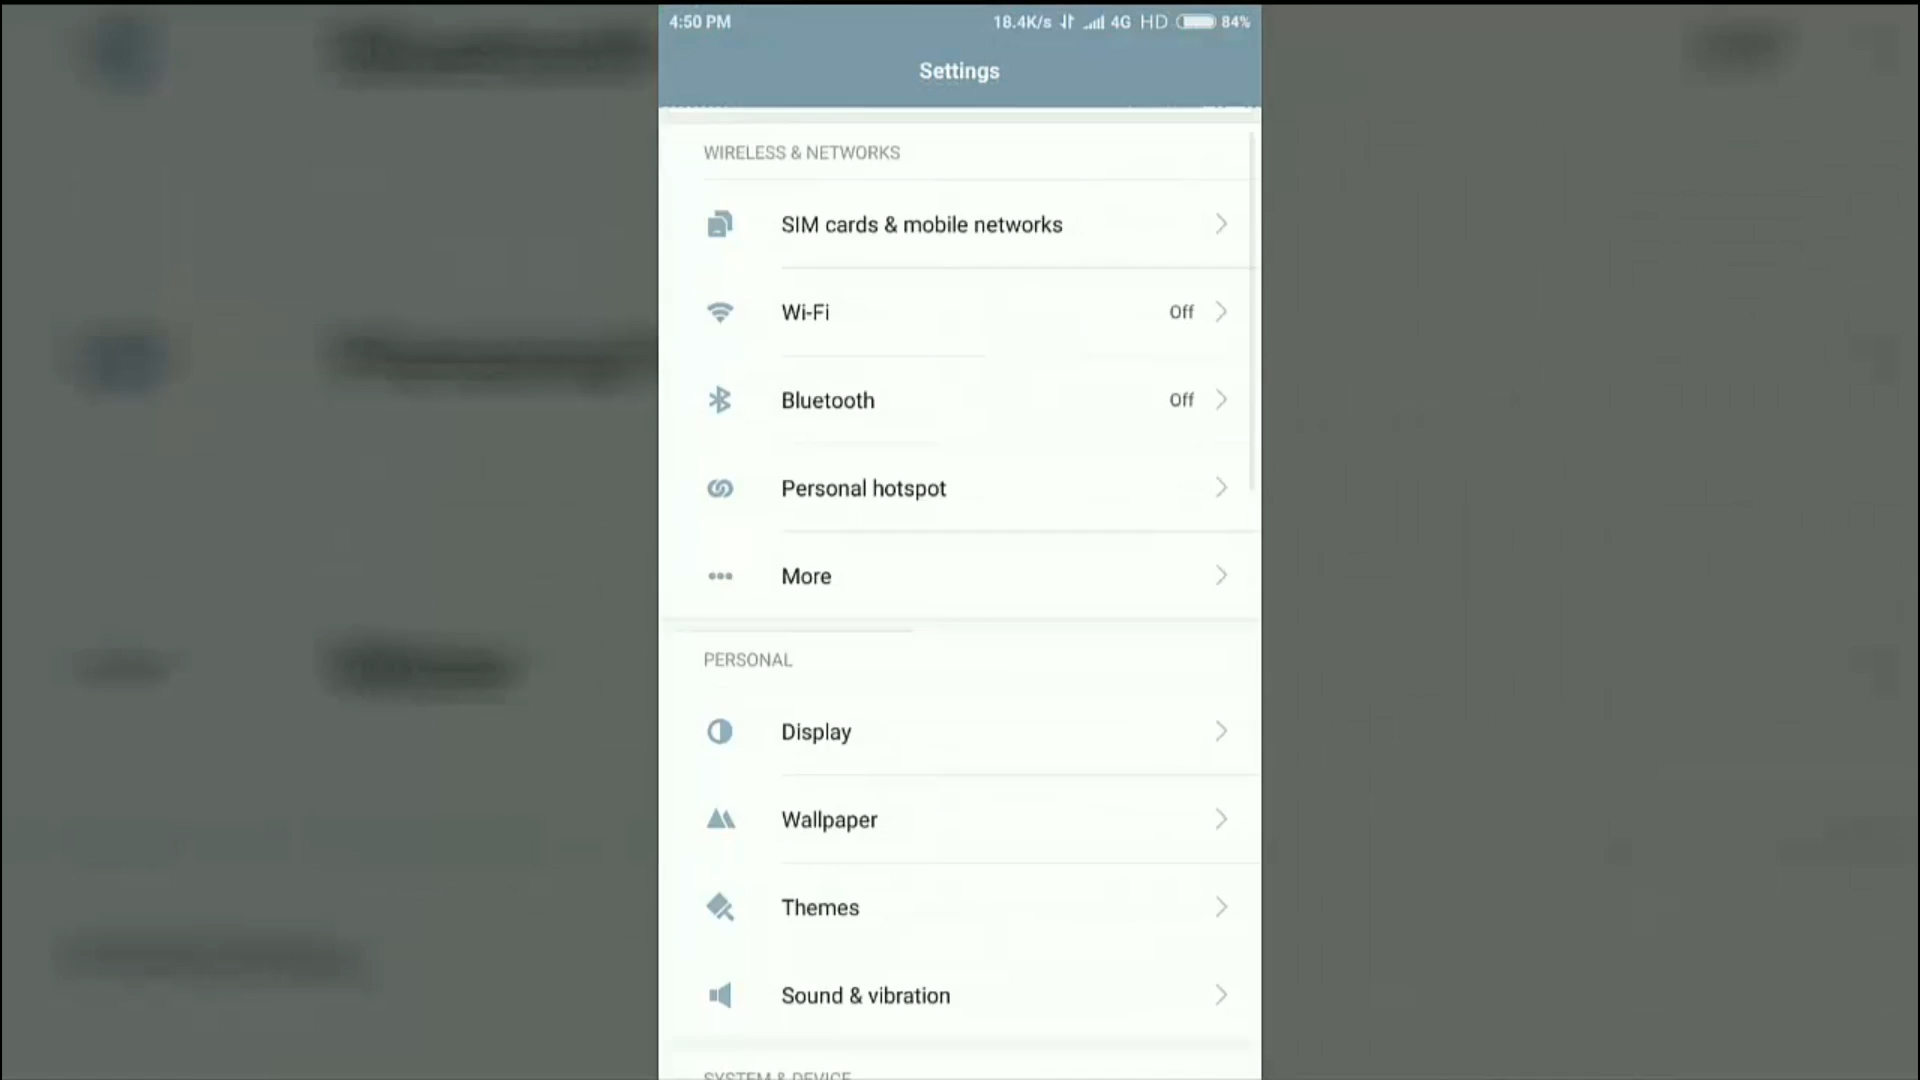 4:50 PM 18.4K/s 4G HD 84%
Settings
WIRELESS & NETWORKS
SIM cards & mobile networks
Wi-Fi Off
Bluetooth Off
Personal hotspot
More
PERSONAL
Display
Wallpaper
Themes
Sound & vibration
SYSTEM & DEVICE